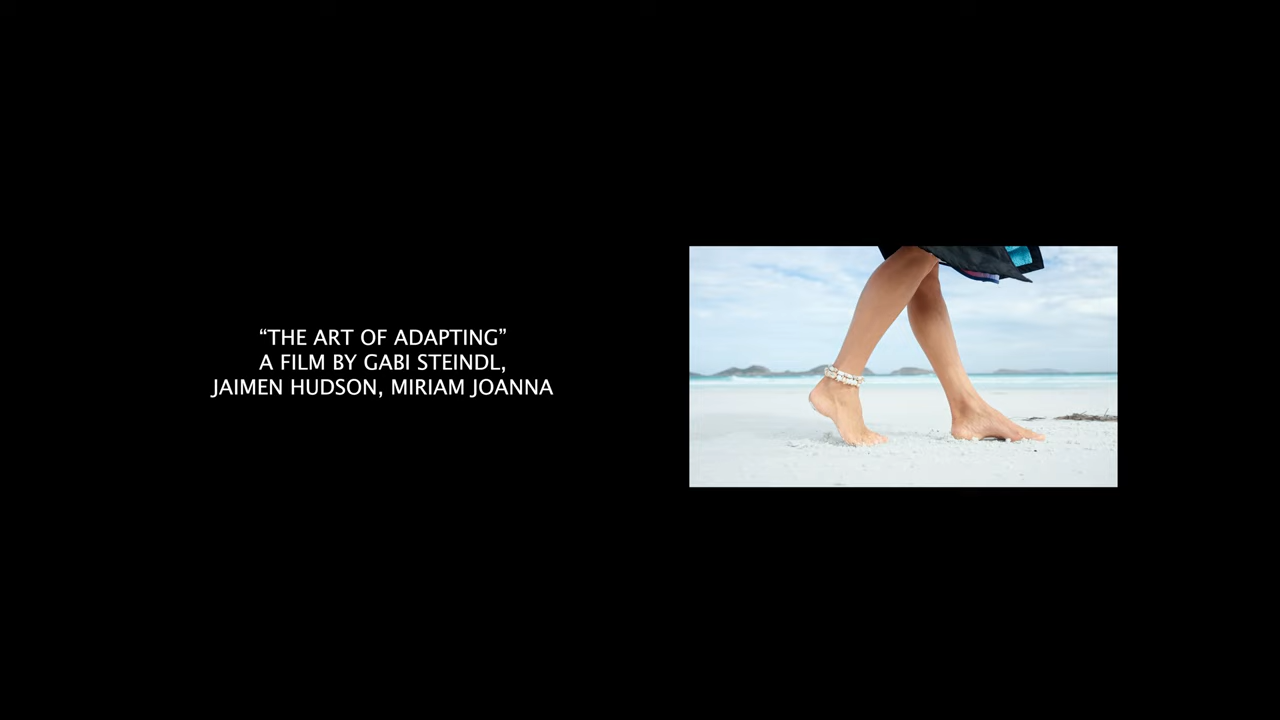 “THE ART OF ADAPTING”
A FILM BY GABI STEINDL,
JAIMEN HUDSON, MIRIAM JOANNA